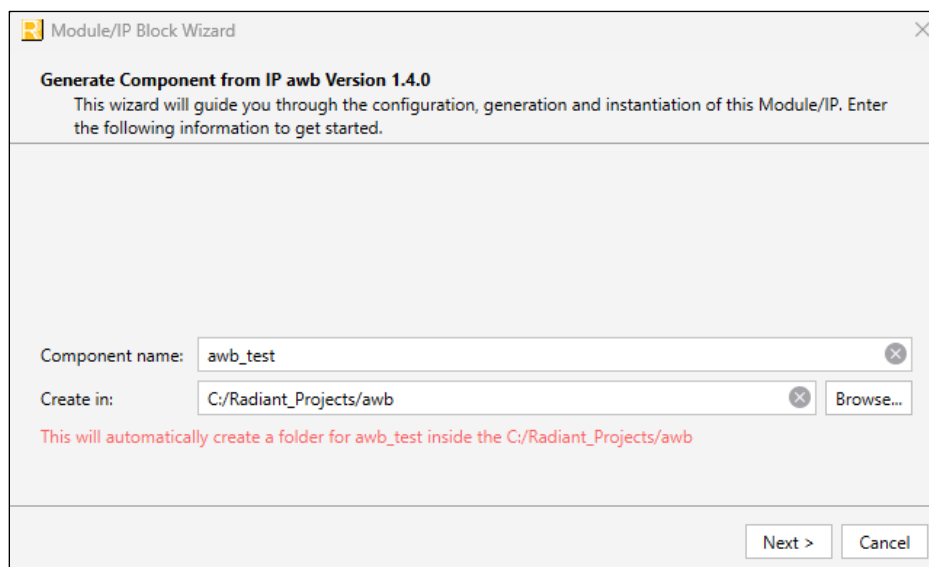 Module/IP Block Wizard
Generate Component from IP awb Version 1.4.0
This wizard will guide you through the configuration, generation and instantiation of this Module/IP. Enter
the following information to get started.
Component name: awb_test
Create in: C:/Radiant_Projects/awb Browse...
This will automatically create a folder for awb_test inside the C:/Radiant_Projects/awb
Next > Cancel